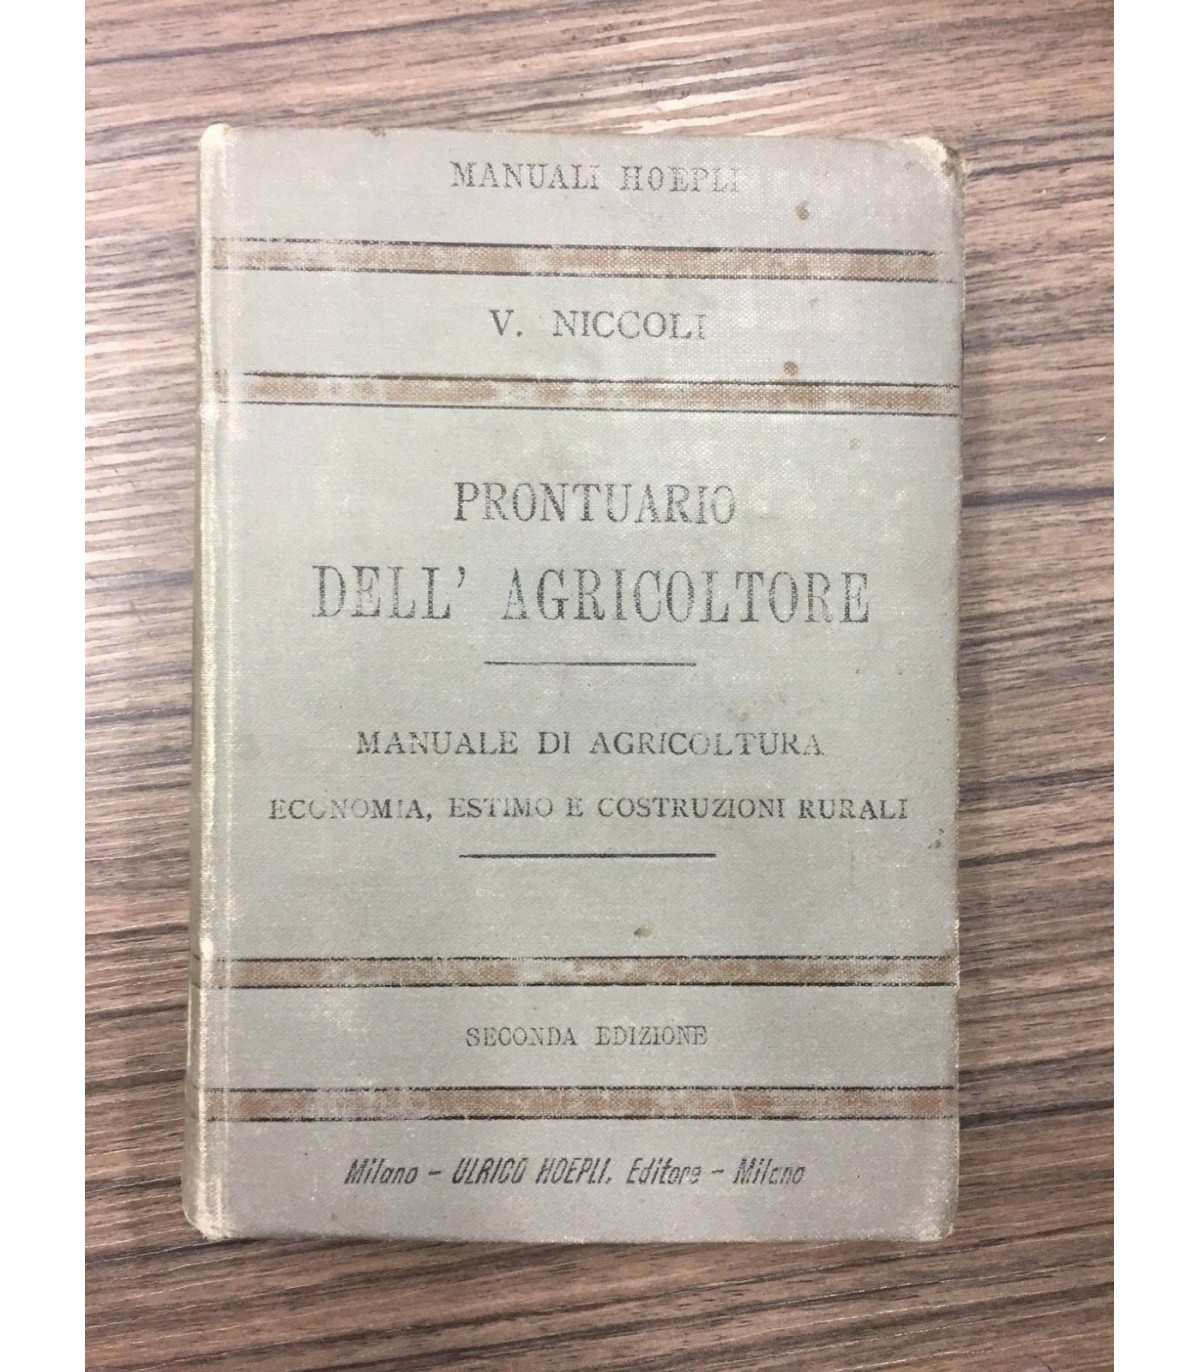 MANUALI HOEPLI
V. NICCOLI
PRONTUARIO
DELL' AGRICOLTORE
MANUALE DI AGRICOLTURA
ECONOMIA, ESTIMO E COSTRUZIONI RURALI
SECONDA EDIZIONE
Milano - ULRICO HOEPLI, Editore - Milano